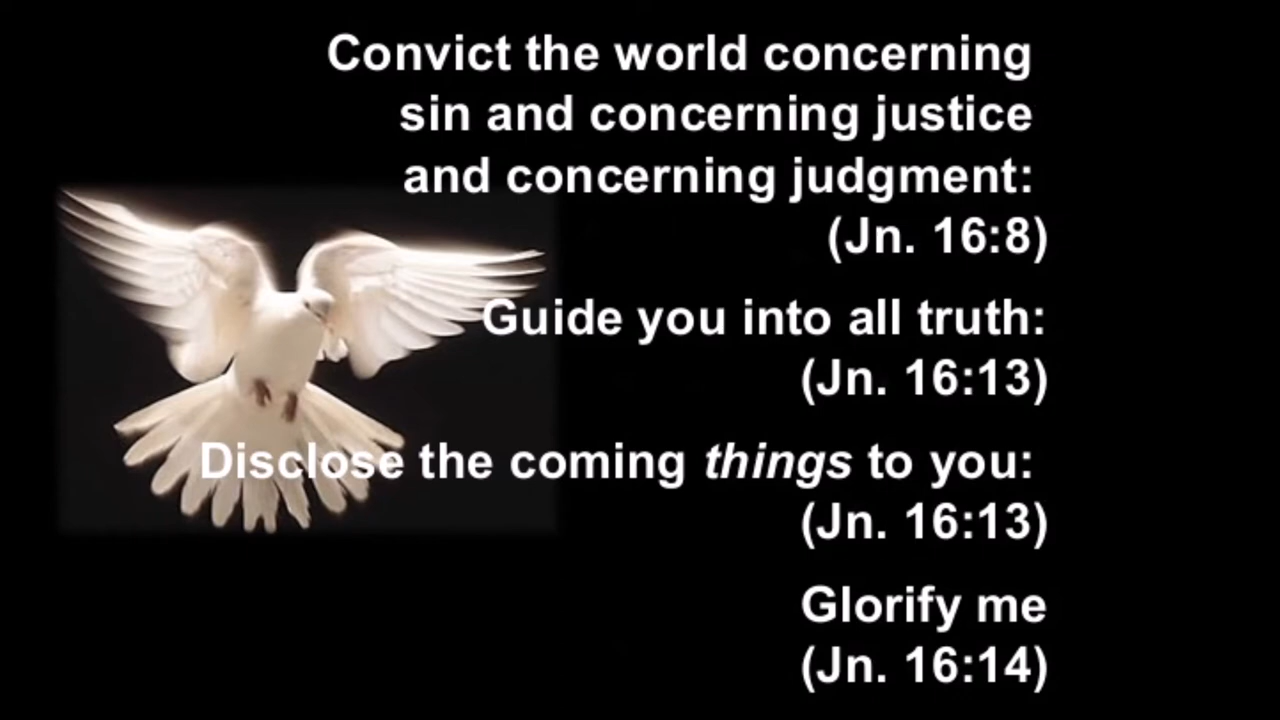 Convict the world concerning
sin and concerning justice
and concerning judgment:
(Jn. 16:8)
Guide you into all truth:
(Jn. 16:13)
Disclose the coming things to you:
(Jn. 16:13)
Glorify me
(Jn. 16:14)